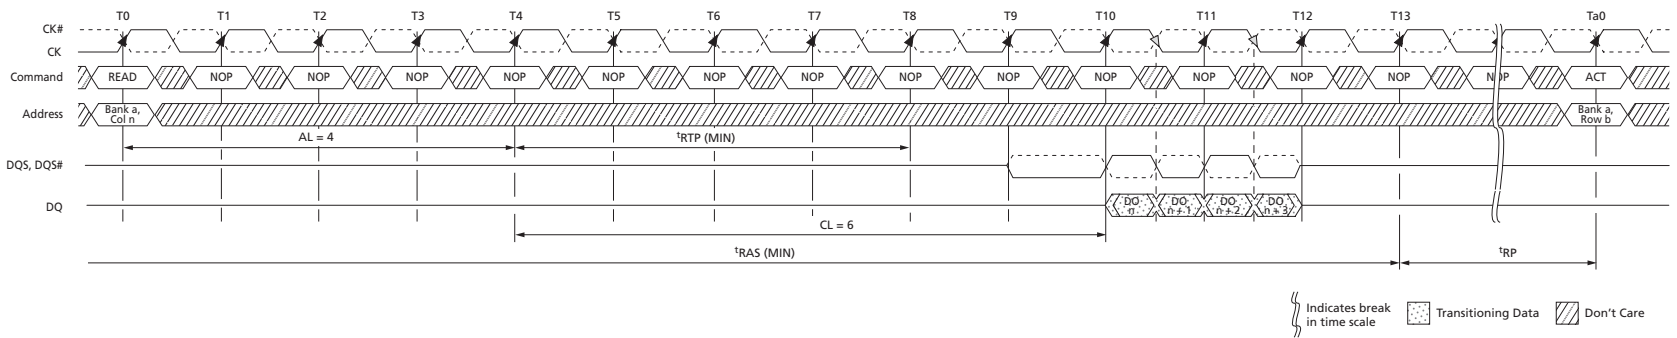 T0 T1 T2 T3 T4 T5 T6 T7 T8 T9 T10 T11 T12 T13 Ta0
CK#
CK
Command READ NOP NOP NOP NOP NOP NOP NOP NOP NOP NOP NOP NOP NOP NOP ACT
Address Bank a, Col n Bank a, Row b
AL = 4 tRTP (MIN)
DQS, DQS#
DQ DO n DO n + 1 DO n + 2 DO n + 3
CL = 6
tRAS (MIN) tRP
Indicates break in time scale Transitioning Data Don't Care